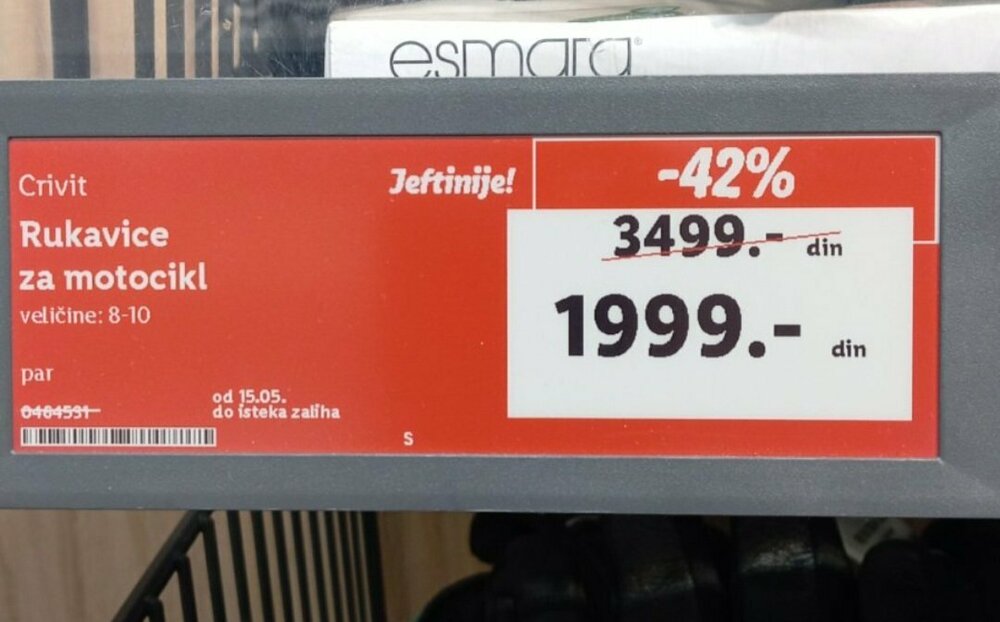 esmara®
Crivit
Jeftinije!
-42%
Rukavice
za motocikl
veličine: 8-10
3499.- din
1999.- din
par
0484531
od 15.05.
do isteka zaliha
S